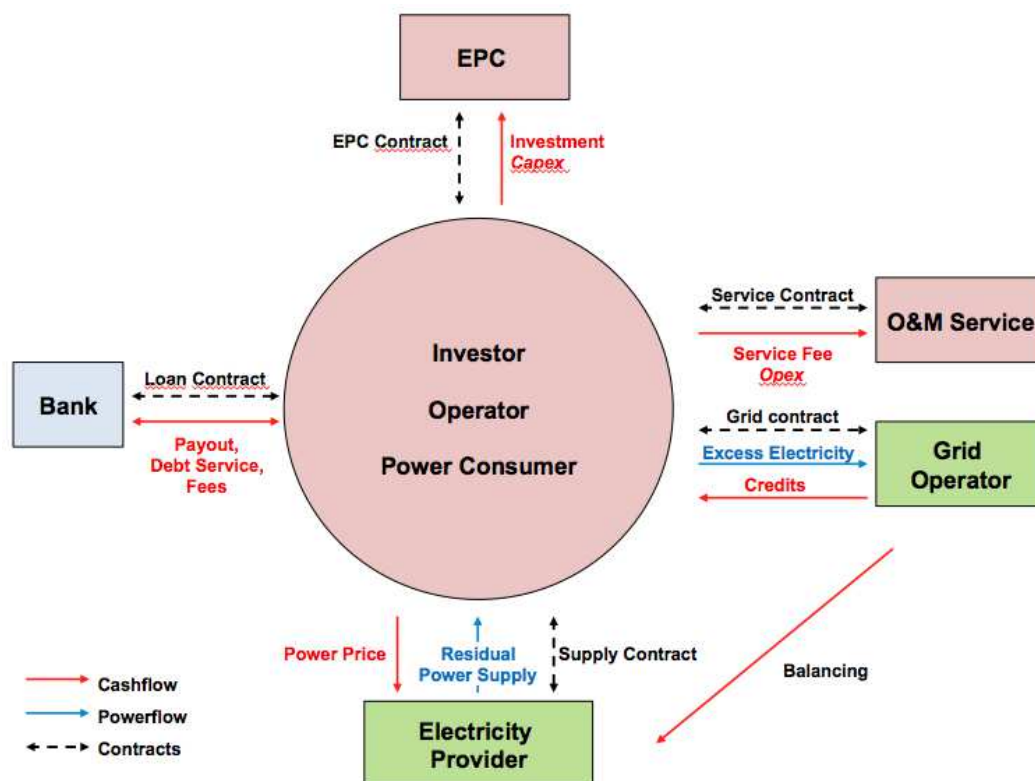 EPC
EPC Contract
Investment
Capex
Service Contract
O&M Service
Service Fee
Opex
Investor
Operator
Power Consumer
Loan Contract
Bank
Payout,
Debt Service,
Fees
Grid contract
Excess Electricity
Grid
Operator
Credits
Power Price
Residual
Power Supply
Supply Contract
Balancing
Cashflow
Powerflow
Contracts
Electricity
Provider